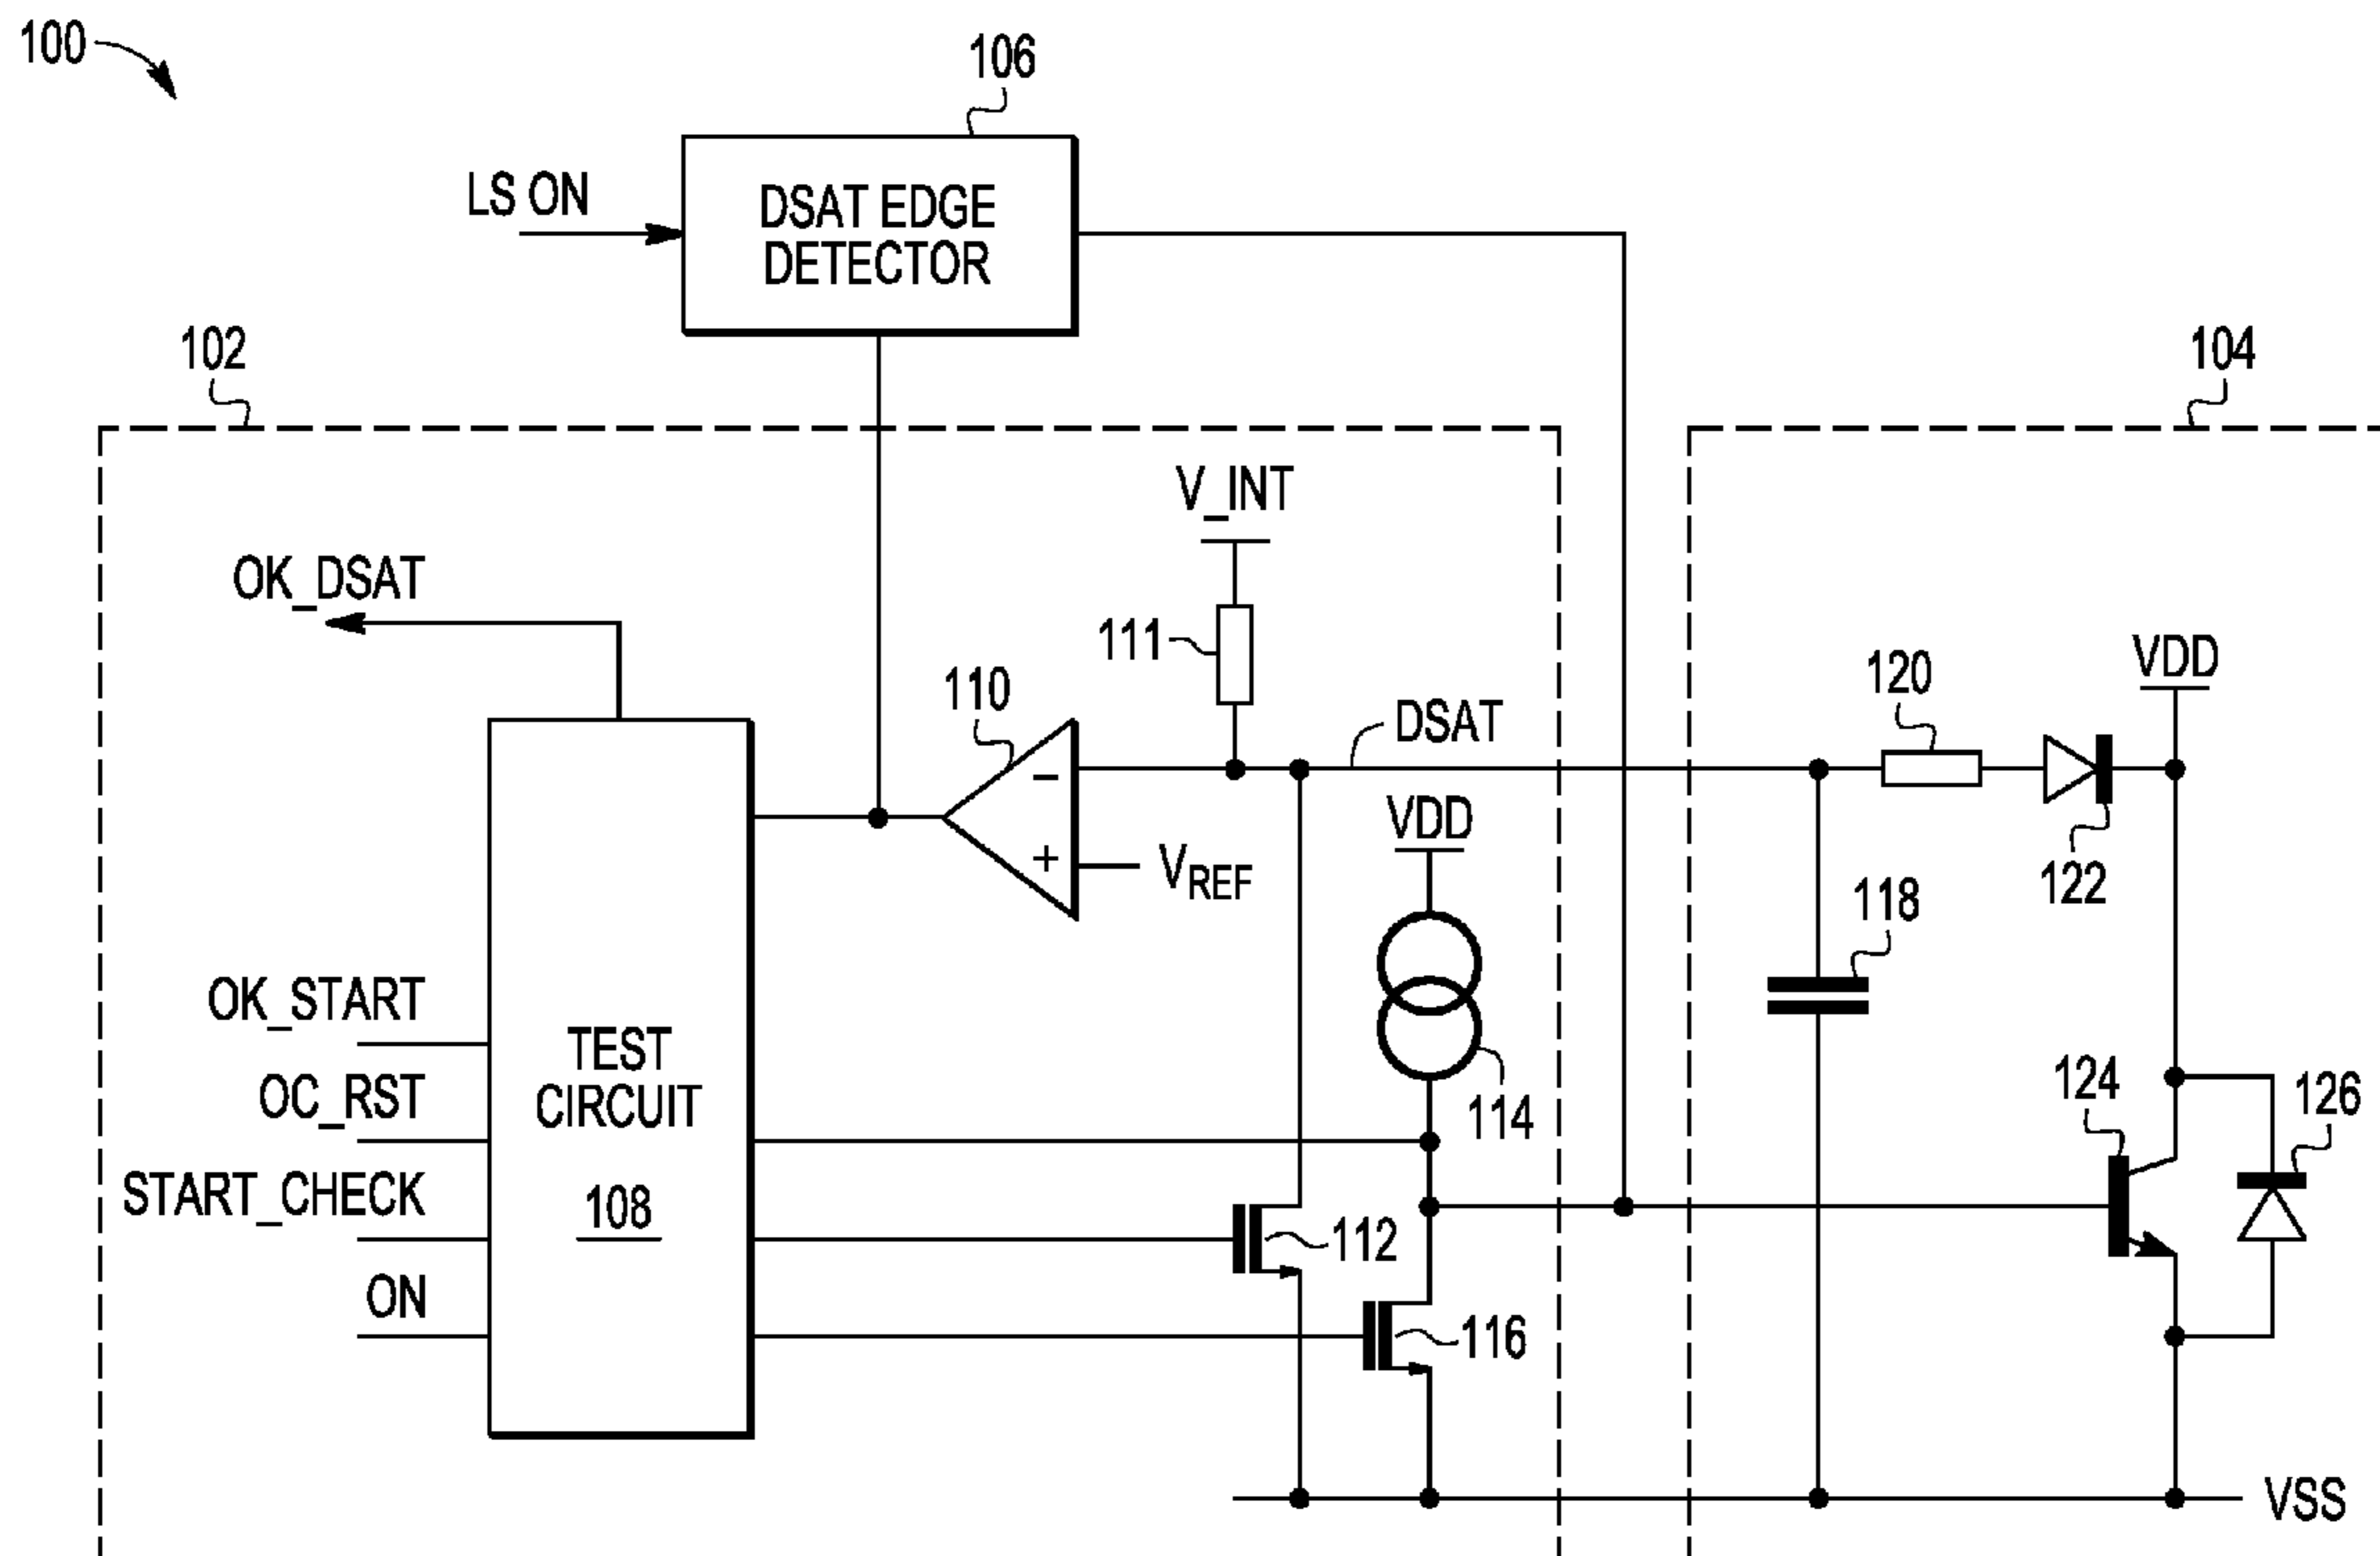 100
106
LS ON
DSAT EDGE
DETECTOR
102
104
V_INT
OK_DSAT
111
110
DSAT
120
VDD
VDD
−
+
VREF
122
118
OK_START
TEST
CIRCUIT
108
OC_RST
START_CHECK
ON
114
124
126
112
116
VSS